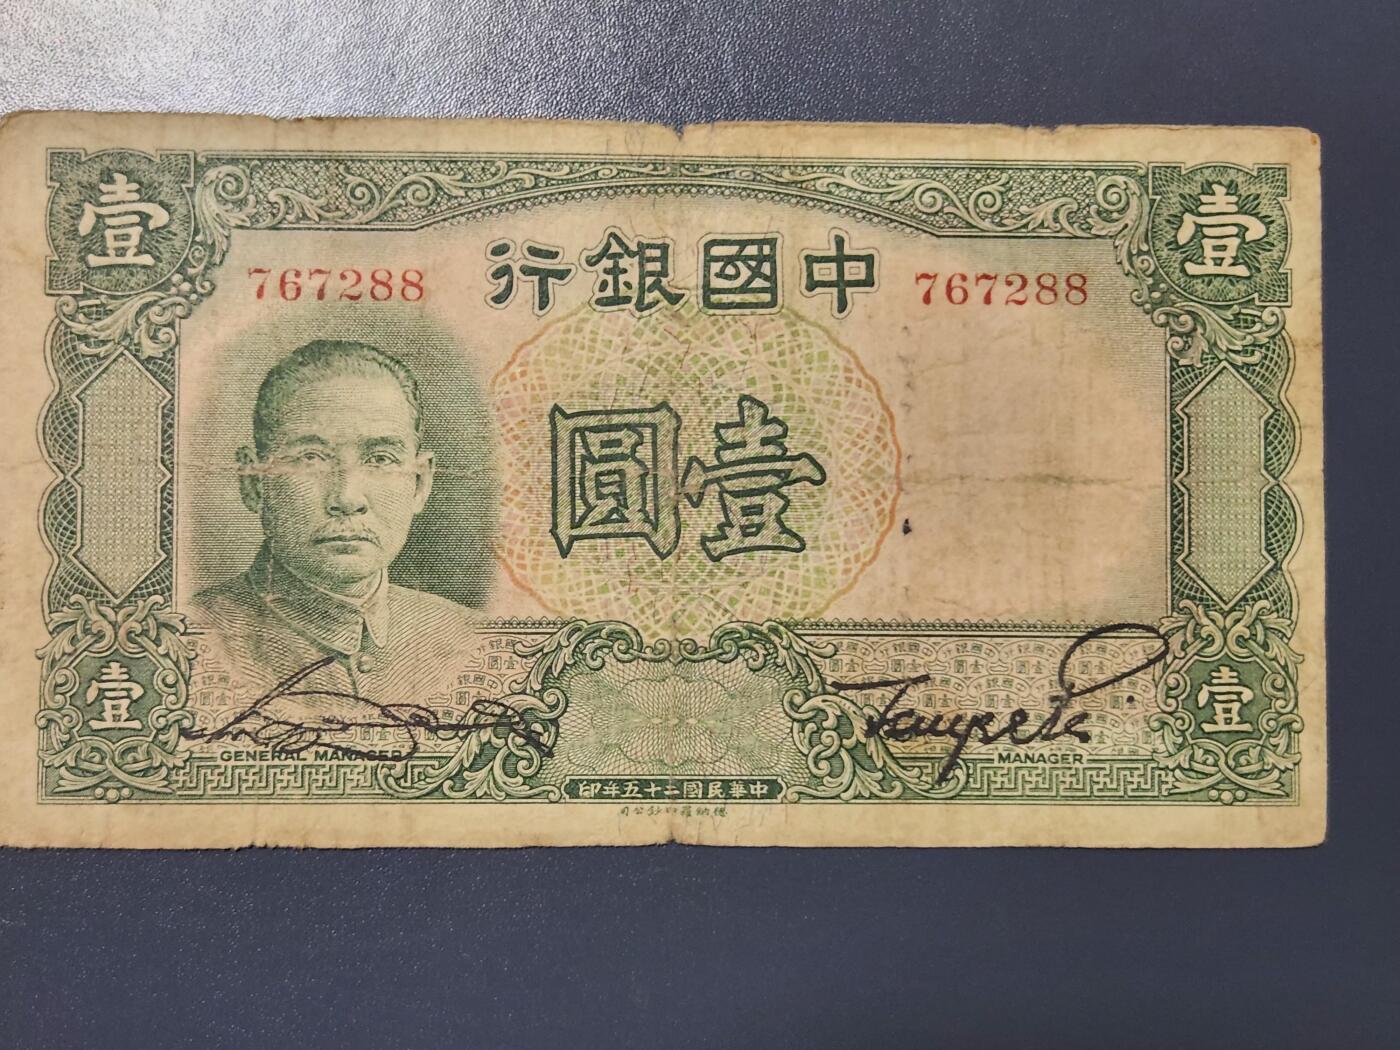 壹 壹
767288 行銀國中 767288
圓壹
GENERAL MANAGER MANAGER
壹 壹
印年五十二國民華中